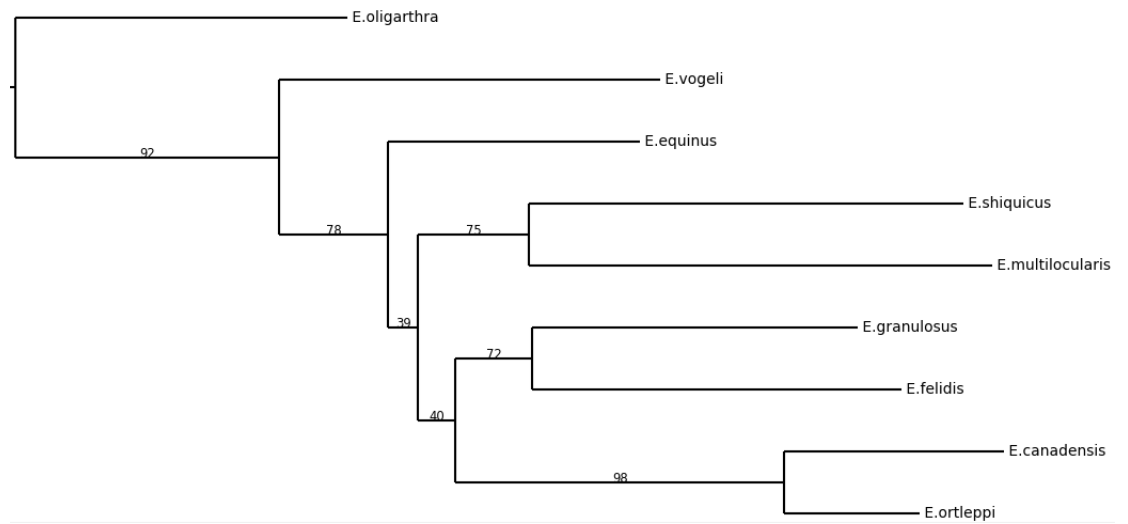 E.oligarthra
E.vogeli
92
E.equinus
E.shiquicus
78
75
E.multilocularis
39
E.granulosus
72
E.felidis
40
E.canadensis
98
E.ortleppi